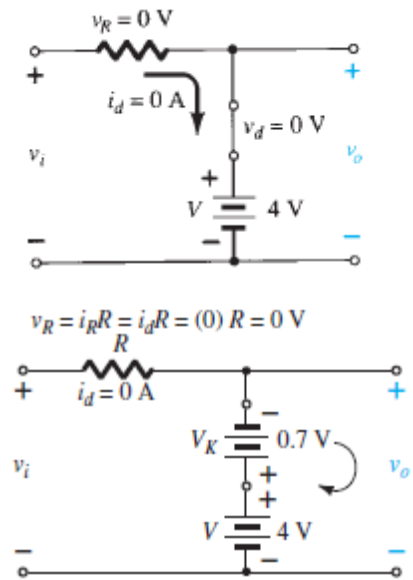 v_R = 0 V
+ +
i_d = 0 A
v_d = 0 V
v_i v_o
+
V 4 V
− − −
v_R = i_R R = i_d R = (0) R = 0 V
R
+ i_d = 0 A +
−
V_K 0.7 V
v_i + v_o
+
V 4 V
− − −